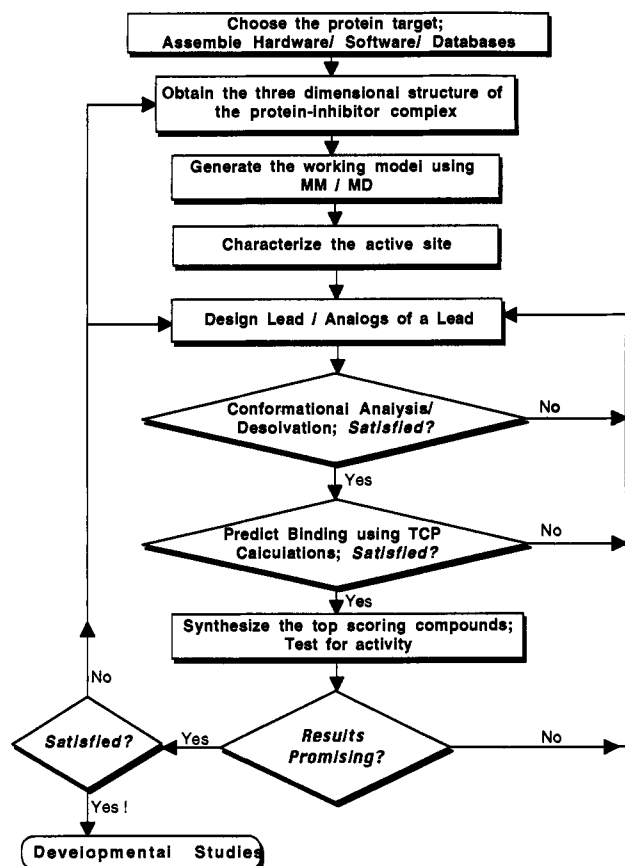 Choose the protein target;
Assemble Hardware/ Software/ Databases
Obtain the three dimensional structure of
the protein-inhibitor complex
Generate the working model using
MM / MD
Characterize the active site
Design Lead / Analogs of a Lead
Conformational Analysis/
Desolvation; Satisfied?
No
Yes
Predict Binding using TCP
Calculations; Satisfied?
No
Yes
Synthesize the top scoring compounds;
Test for activity
Results
Promising?
No
Yes
Satisfied?
No
Yes !
Developmental Studies